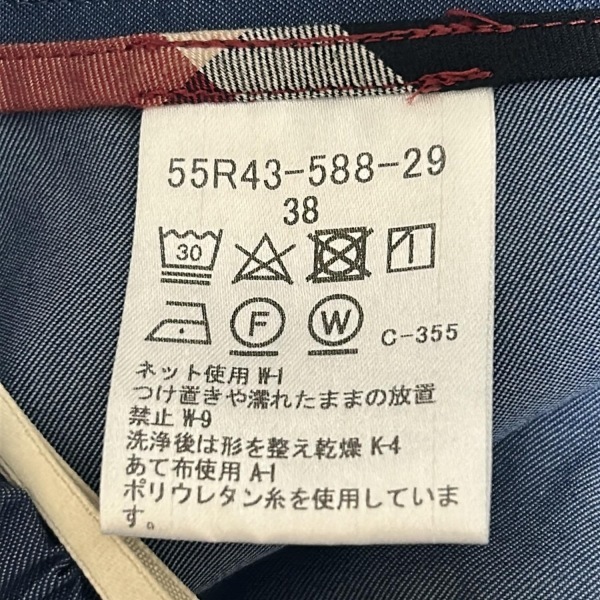 55R43-588-29
38
30
F W C-355
ネット使用 W-1
つけ置きや濡れたままの放置
禁止 W-9
洗浄後は形を整え乾燥 K-4
あて布使用 A-1
ポリウレタン糸を使用していま
す。